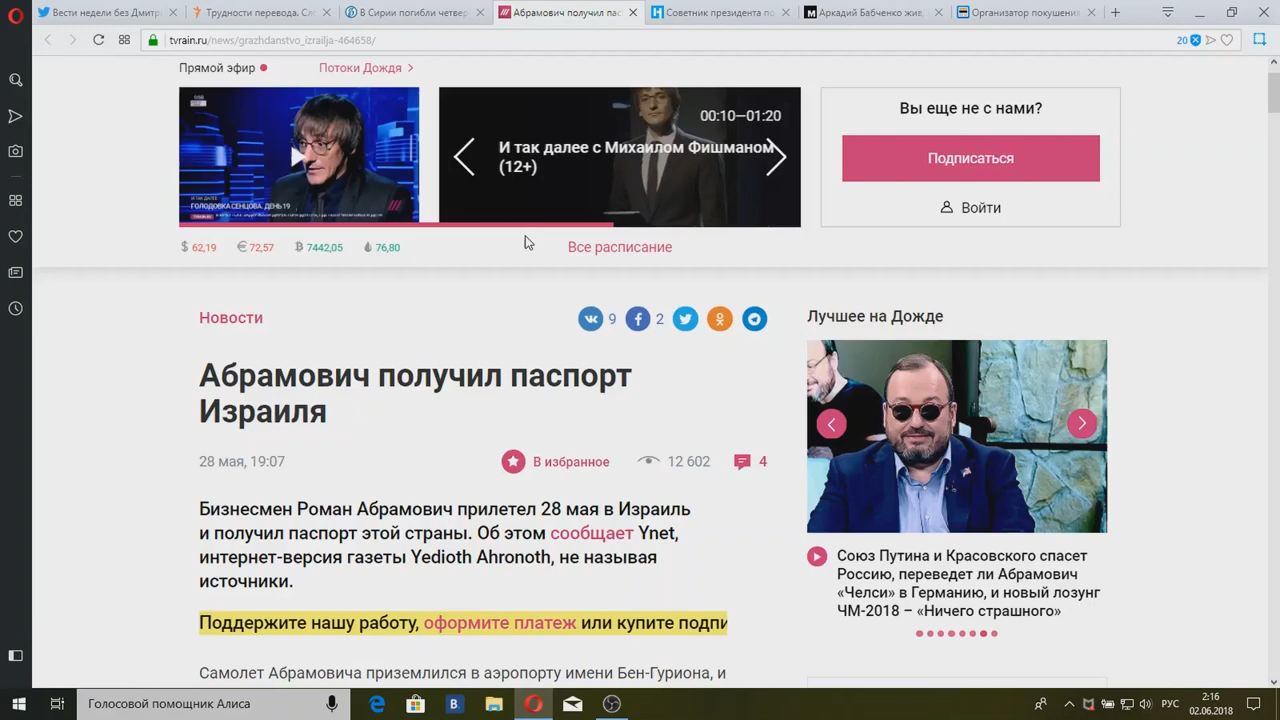 Вести недели без Дмитр
Трудности перевода. Сл
В Сирии погибли четвер
Абрамович получил пас
Советник президента по
Аркадий Бабченко жив,
Организатор покушения
tvrain.ru/news/grazhdanstvo_izrailja-464658/
20
Прямой эфир
Потоки Дождя
ГОЛОДОВКА СЕНЦОВА. ДЕНЬ 19
00:10—01:20
И так далее с Михаилом Фишманом
(12+)
Вы еще не с нами?
Подписаться
Войти
$ 62,19
€ 72,57
7442,05
76,80
Все расписание
Новости
9
2
Лучшее на Дожде
Абрамович получил паспорт
Израиля
28 мая, 19:07
В избранное
12 602
4
Бизнесмен Роман Абрамович прилетел 28 мая в Израиль
и получил паспорт этой страны. Об этом сообщает Ynet,
интернет-версия газеты Yedioth Ahronoth, не называя
источники.
Поддержите нашу работу, оформите платеж или купите подпи
Самолет Абрамовича приземлился в аэропорту имени Бен-Гуриона, и
Союз Путина и Красовского спасет
Россию, переведет ли Абрамович
«Челси» в Германию, и новый лозунг
ЧМ-2018 – «Ничего страшного»
Голосовой помощник Алиса
РУС
2:16
02.06.2018